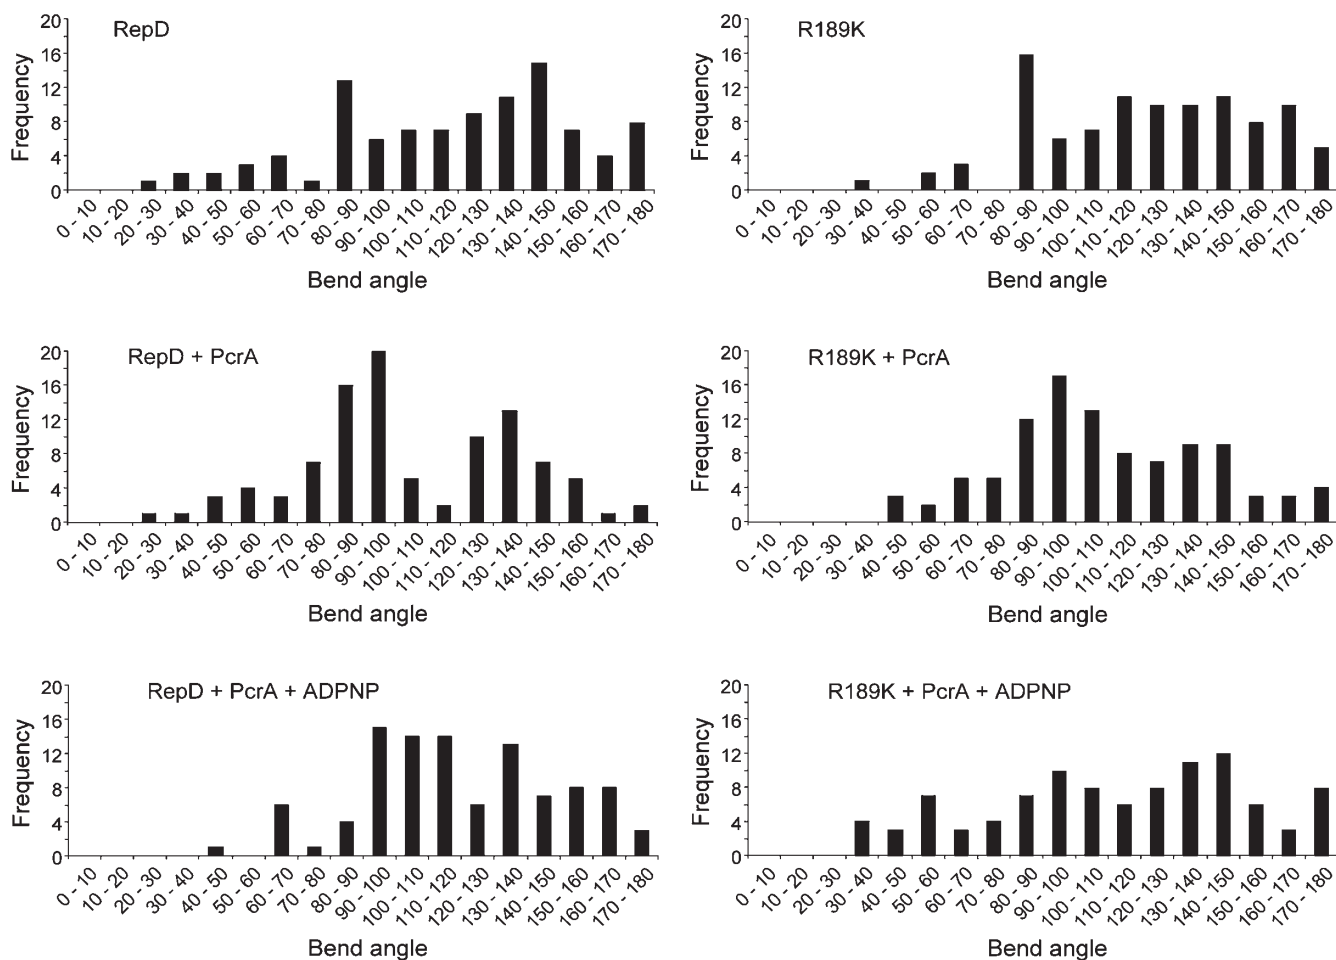 RepD
Frequency
20
16
12
8
4
0
0 - 10
10 - 20
20 - 30
30 - 40
40 - 50
50 - 60
60 - 70
70 - 80
80 - 90
90 - 100
100 - 110
110 - 120
120 - 130
130 - 140
140 - 150
150 - 160
160 - 170
170 - 180
Bend angle
R189K
Frequency
20
16
12
8
4
0
0 - 10
10 - 20
20 - 30
30 - 40
40 - 50
50 - 60
60 - 70
70 - 80
80 - 90
90 - 100
100 - 110
110 - 120
120 - 130
130 - 140
140 - 150
150 - 160
160 - 170
170 - 180
Bend angle
RepD + PcrA
Frequency
20
16
12
8
4
0
0 - 10
10 - 20
20 - 30
30 - 40
40 - 50
50 - 60
60 - 70
70 - 80
80 - 90
90 - 100
100 - 110
110 - 120
120 - 130
130 - 140
140 - 150
150 - 160
160 - 170
170 - 180
Bend angle
R189K + PcrA
Frequency
20
16
12
8
4
0
0 - 10
10 - 20
20 - 30
30 - 40
40 - 50
50 - 60
60 - 70
70 - 80
80 - 90
90 - 100
100 - 110
110 - 120
120 - 130
130 - 140
140 - 150
150 - 160
160 - 170
170 - 180
Bend angle
RepD + PcrA + ADPNP
Frequency
20
16
12
8
4
0
0 - 10
10 - 20
20 - 30
30 - 40
40 - 50
50 - 60
60 - 70
70 - 80
80 - 90
90 - 100
100 - 110
110 - 120
120 - 130
130 - 140
140 - 150
150 - 160
160 - 170
170 - 180
Bend angle
R189K + PcrA + ADPNP
Frequency
20
16
12
8
4
0
0 - 10
10 - 20
20 - 30
30 - 40
40 - 50
50 - 60
60 - 70
70 - 80
80 - 90
90 - 100
100 - 110
110 - 120
120 - 130
130 - 140
140 - 150
150 - 160
160 - 170
170 - 180
Bend angle